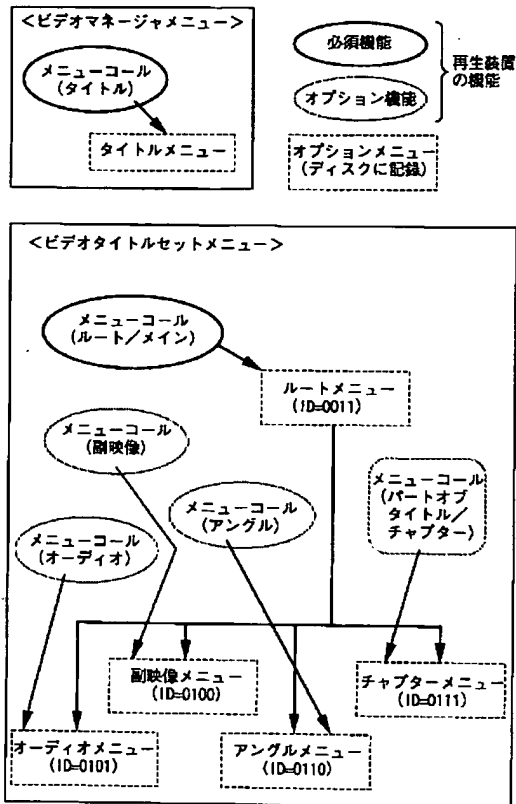 <ビデオマネージャメニュー>
メニューコール
(タイトル)
タイトルメニュー
必須機能
オプション機能
再生装置
の機能
オプションメニュー
(ディスクに記録)
<ビデオタイトルセットメニュー>
メニューコール
(ルート/メイン)
ルートメニュー
(ID=0011)
メニューコール
(副映像)
メニューコール
(アングル)
メニューコール
(パートオブ
タイトル/
チャプター)
メニューコール
(オーディオ)
副映像メニュー
(ID=0100)
チャプターメニュー
(ID=0111)
オーディオメニュー
(ID=0101)
アングルメニュー
(ID=0110)